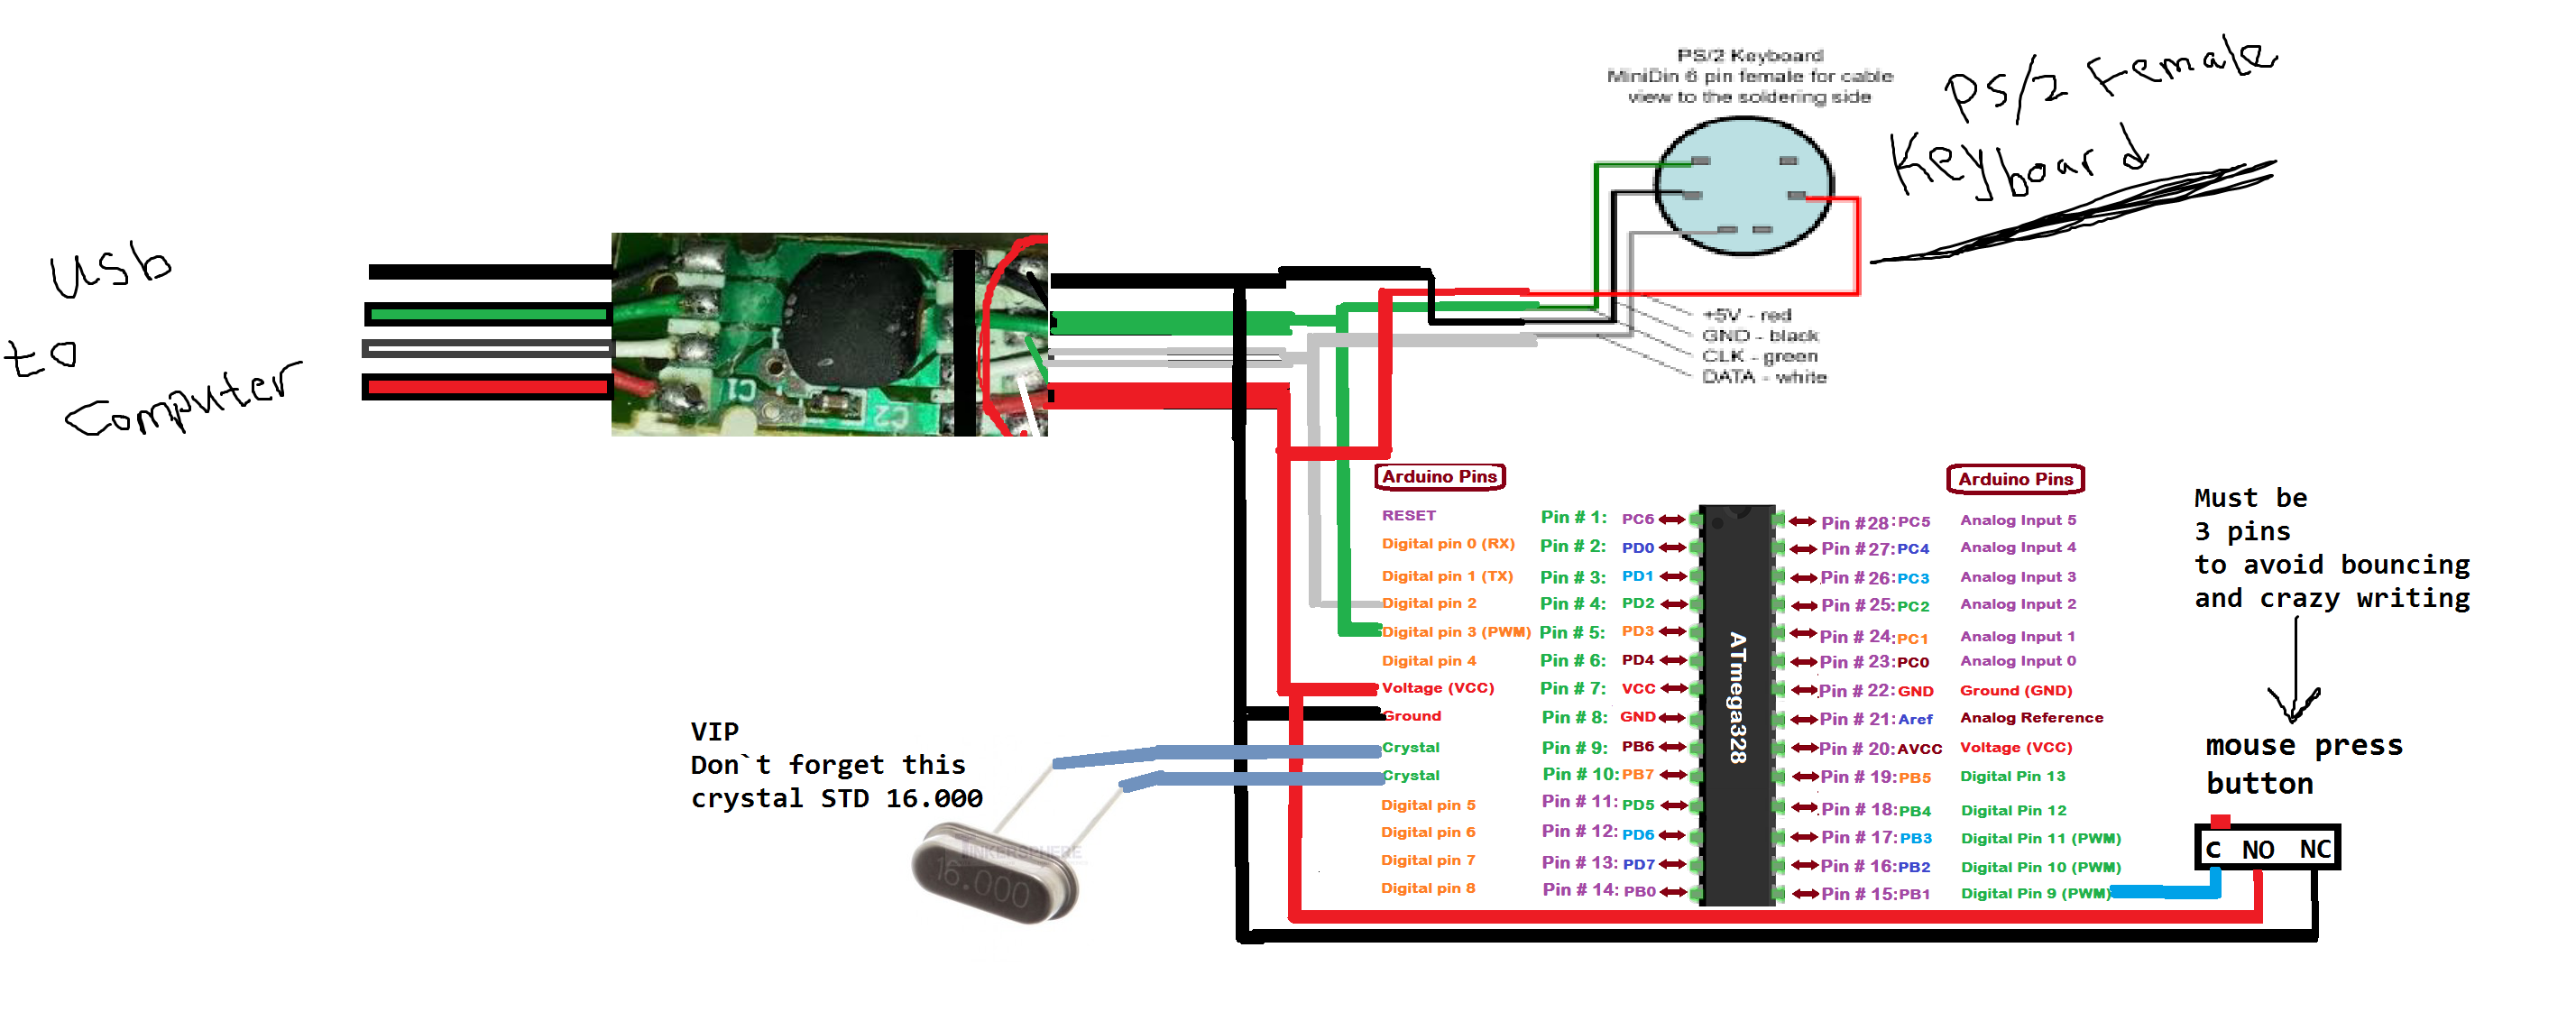 PS/2 Keyboard
MiniDin 6 pin female for cable
view to the soldering side
PS/2 Female
Keyboard
usb
to
Computer
C1
C2
+5V - red
GND - black
CLK - green
DATA - white
Arduino Pins
RESET Pin # 1: PC6
Digital pin 0 (RX) Pin # 2: PD0
Digital pin 1 (TX) Pin # 3: PD1
Digital pin 2 Pin # 4: PD2
Digital pin 3 (PWM) Pin # 5: PD3
Digital pin 4 Pin # 6: PD4
Voltage (VCC) Pin # 7: VCC
Ground Pin # 8: GND
Crystal Pin # 9: PB6
Crystal Pin # 10: PB7
Digital pin 5 Pin # 11: PD5
Digital pin 6 Pin # 12: PD6
Digital pin 7 Pin # 13: PD7
Digital pin 8 Pin # 14: PB0
ATmega328
Arduino Pins
Pin #28: PC5 Analog Input 5
Pin #27: PC4 Analog Input 4
Pin #26: PC3 Analog Input 3
Pin #25: PC2 Analog Input 2
Pin #24: PC1 Analog Input 1
Pin #23: PC0 Analog Input 0
Pin #22: GND Ground (GND)
Pin #21: Aref Analog Reference
Pin #20: AVCC Voltage (VCC)
Pin #19: PB5 Digital Pin 13
Pin #18: PB4 Digital Pin 12
Pin #17: PB3 Digital Pin 11 (PWM)
Pin #16: PB2 Digital Pin 10 (PWM)
Pin #15: PB1 Digital Pin 9 (PWM)
Must be
3 pins
to avoid bouncing
and crazy writing
mouse press
button
C NO NC
VIP
Don`t forget this
crystal STD 16.000
TINKERSPHERE
16.000